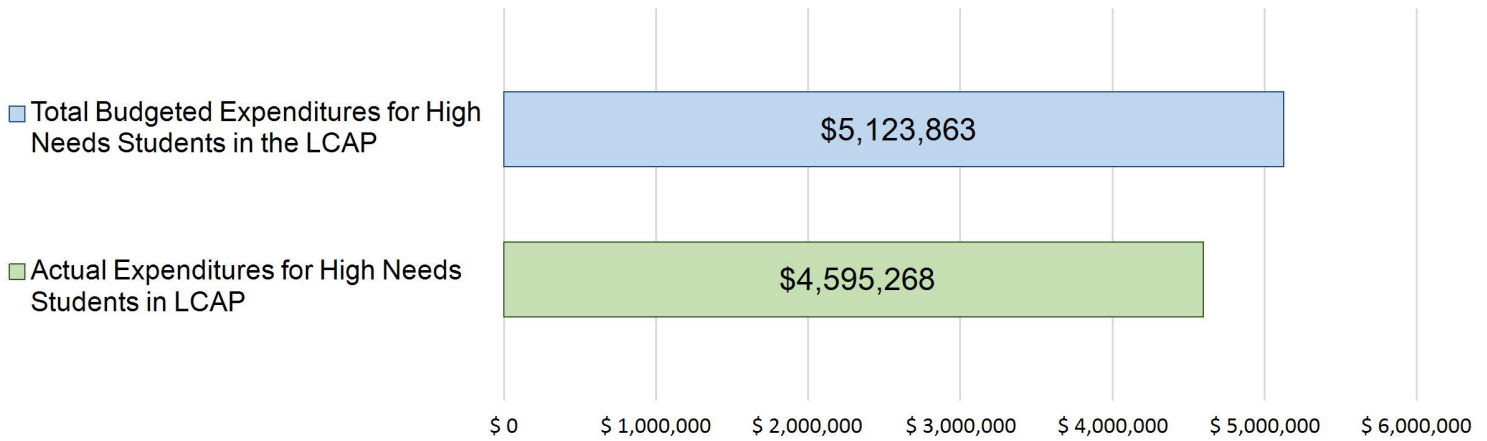 Total Budgeted Expenditures for High
Needs Students in the LCAP
$5,123,863
Actual Expenditures for High Needs
Students in LCAP
$4,595,268
$ 0 $ 1,000,000 $ 2,000,000 $ 3,000,000 $ 4,000,000 $ 5,000,000 $ 6,000,000